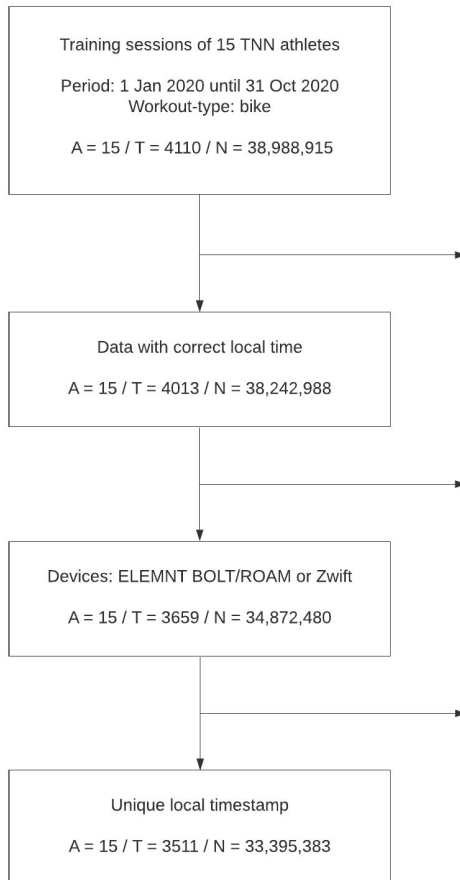 Training sessions of 15 TNN athletes
Period: 1 Jan 2020 until 31 Oct 2020
Workout-type: bike
A = 15 / T = 4110 / N = 38,988,915
Data with correct local time
A = 15 / T = 4013 / N = 38,242,988
Devices: ELEMNT BOLT/ROAM or Zwift
A = 15 / T = 3659 / N = 34,872,480
Unique local timestamp
A = 15 / T = 3511 / N = 33,395,383